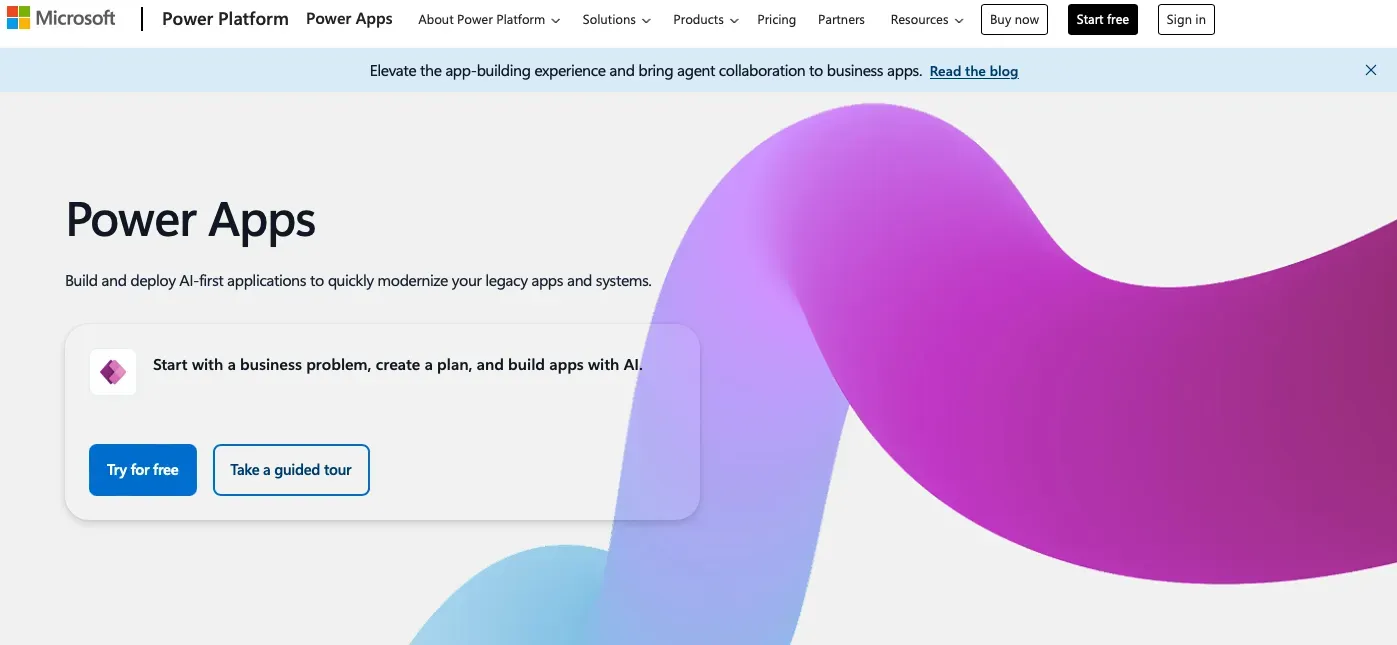 Microsoft Power Platform Power Apps About Power Platform Solutions Products Pricing Partners Resources Buy now Start free Sign in
Elevate the app-building experience and bring agent collaboration to business apps. Read the blog
Power Apps
Build and deploy AI-first applications to quickly modernize your legacy apps and systems.
Start with a business problem, create a plan, and build apps with AI.
Try for free Take a guided tour